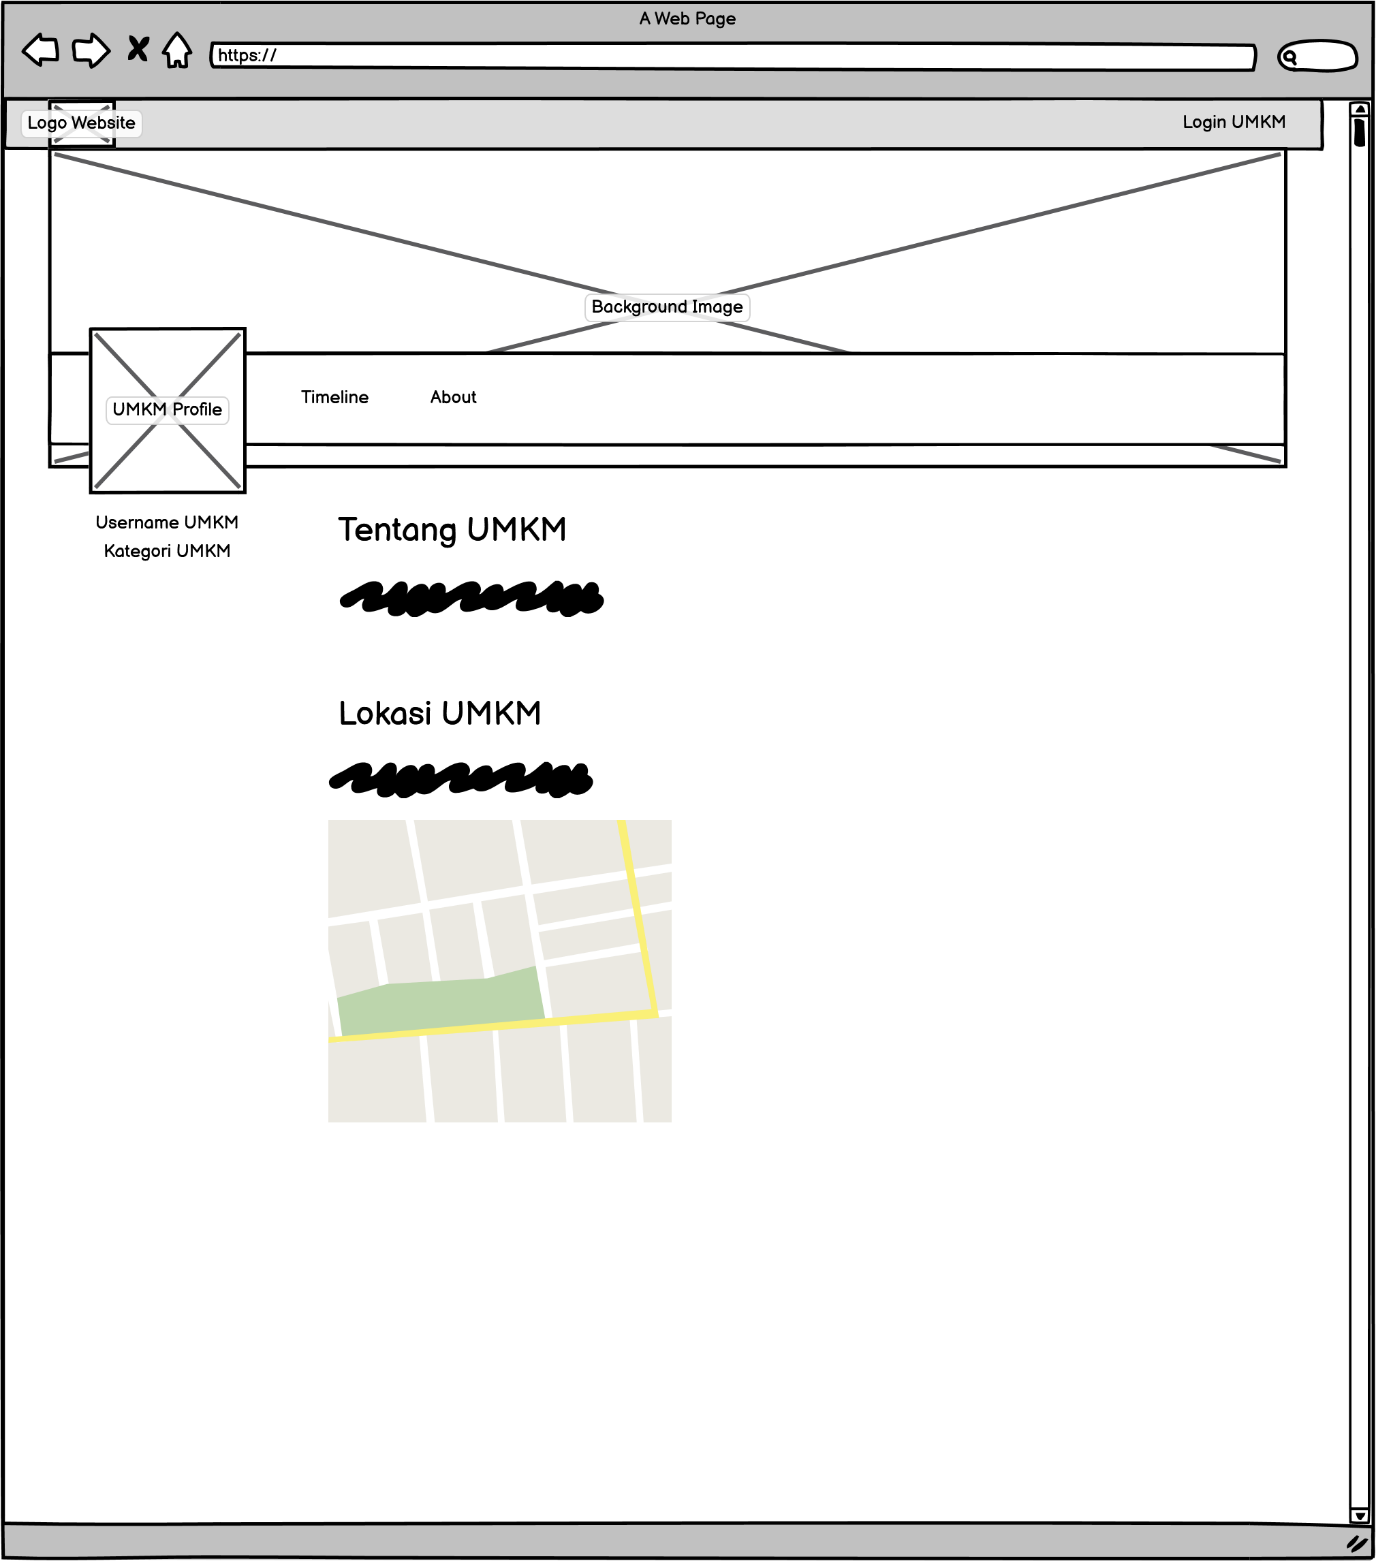 A Web Page
https://
Logo Website
Login UMKM
Background Image
UMKM Profile
Timeline
About
Username UMKM
Kategori UMKM
Tentang UMKM
Lokasi UMKM